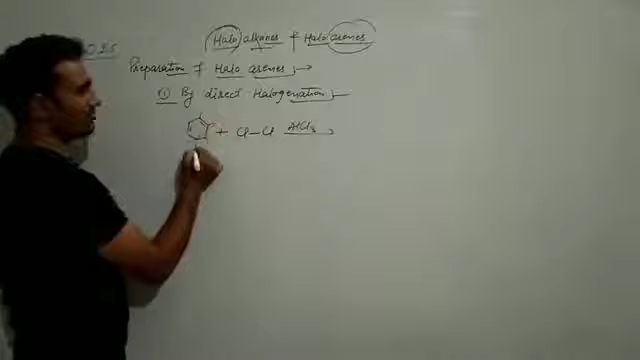 Halo alkanes & Halo arenes
Preparation of Halo arenes →
① By direct Halogenation
+ Cl—Cl AlCl₃